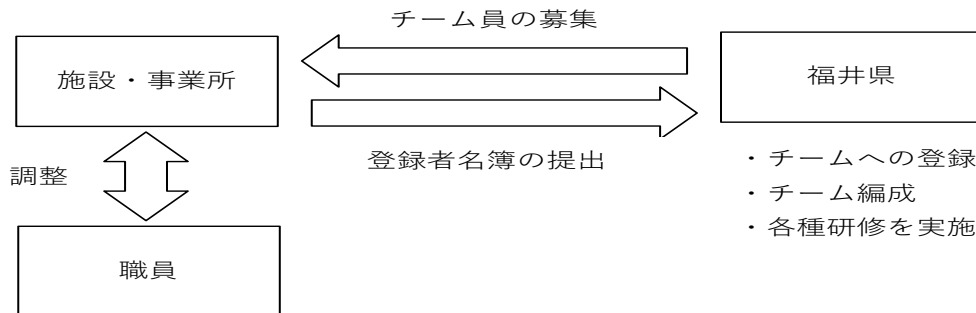 チーム員の募集
施設・事業所
福井県
登録者名簿の提出
調整
・チームへの登録
・チーム編成
・各種研修を実施
職員